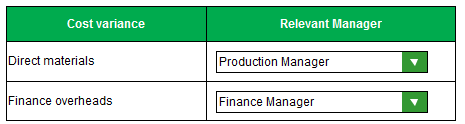 Cost variance Relevant Manager
Direct materials Production Manager
Finance overheads Finance Manager